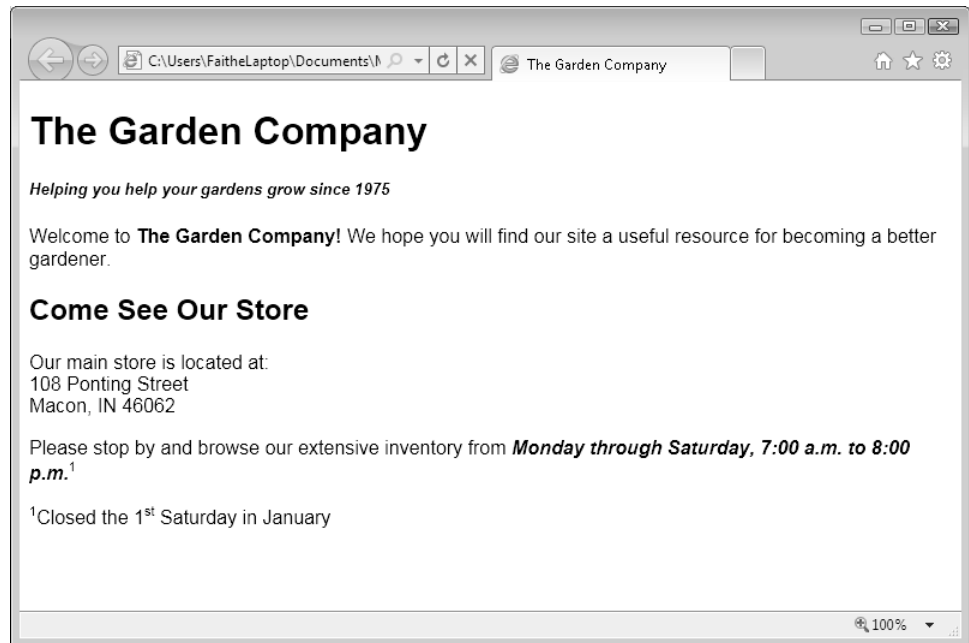 C:\Users\FaitheLaptop\Documents\M
The Garden Company
The Garden Company
Helping you help your gardens grow since 1975
Welcome to The Garden Company! We hope you will find our site a useful resource for becoming a better
gardener.
Come See Our Store
Our main store is located at:
108 Ponting Street
Macon, IN 46062
Please stop by and browse our extensive inventory from Monday through Saturday, 7:00 a.m. to 8:00
p.m.¹
¹Closed the 1ˢᵗ Saturday in January
100%